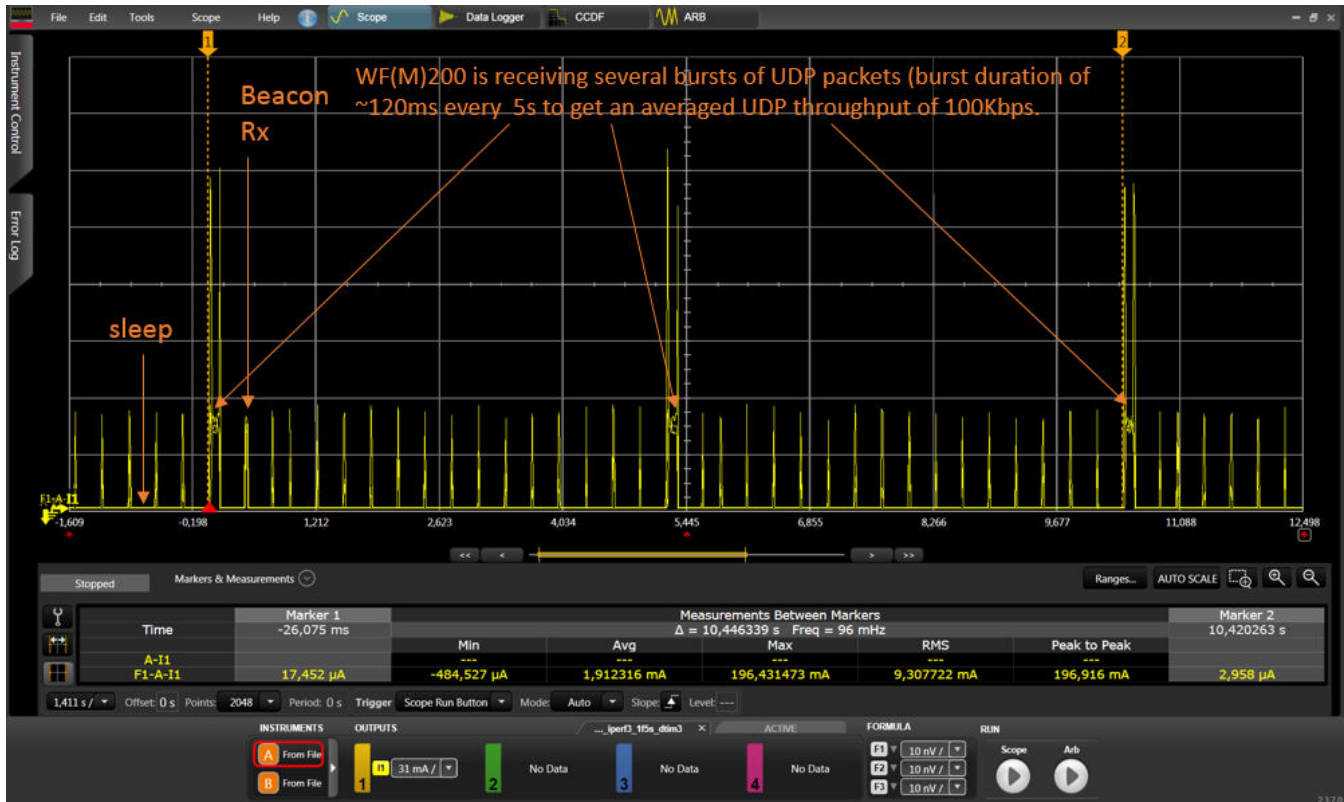 File Edit Tools Scope Help Scope Data Logger CCDF ARB
Instrument Control
Error Log
1
2
WF(M)200 is receiving several bursts of UDP packets (burst duration of
~120ms every 5s to get an averaged UDP throughput of 100Kbps.
Beacon
Rx
sleep
F1-A-I1
-1,609 -0,198 1,212 2,623 4,034 5,445 6,855 8,266 9,677 11,088 12,498
<< < > >>
Stopped Markers & Measurements Ranges... AUTO SCALE
Marker 1 Measurements Between Markers Marker 2
Time -26,075 ms Δ = 10,446339 s Freq = 96 mHz 10,420263 s
Min Avg Max RMS Peak to Peak
A-I1 --- --- --- --- ---
F1-A-I1 17,452 µA -484,527 µA 1,912316 mA 196,431473 mA 9,307722 mA 196,916 mA 2,958 µA
1,411 s / Offset: 0 s Points: 2048 Period: 0 s Trigger Scope Run Button Mode: Auto Slope: Level: ---
INSTRUMENTS OUTPUTS ..._iperf3_1f5s_dtim3 X ACTIVE FORMULA RUN
A From File
B From File
1 I1 31 mA / 2 No Data 3 No Data 4 No Data
F1 10 nV /
F2 10 nV /
F3 10 nV /
Scope Arb